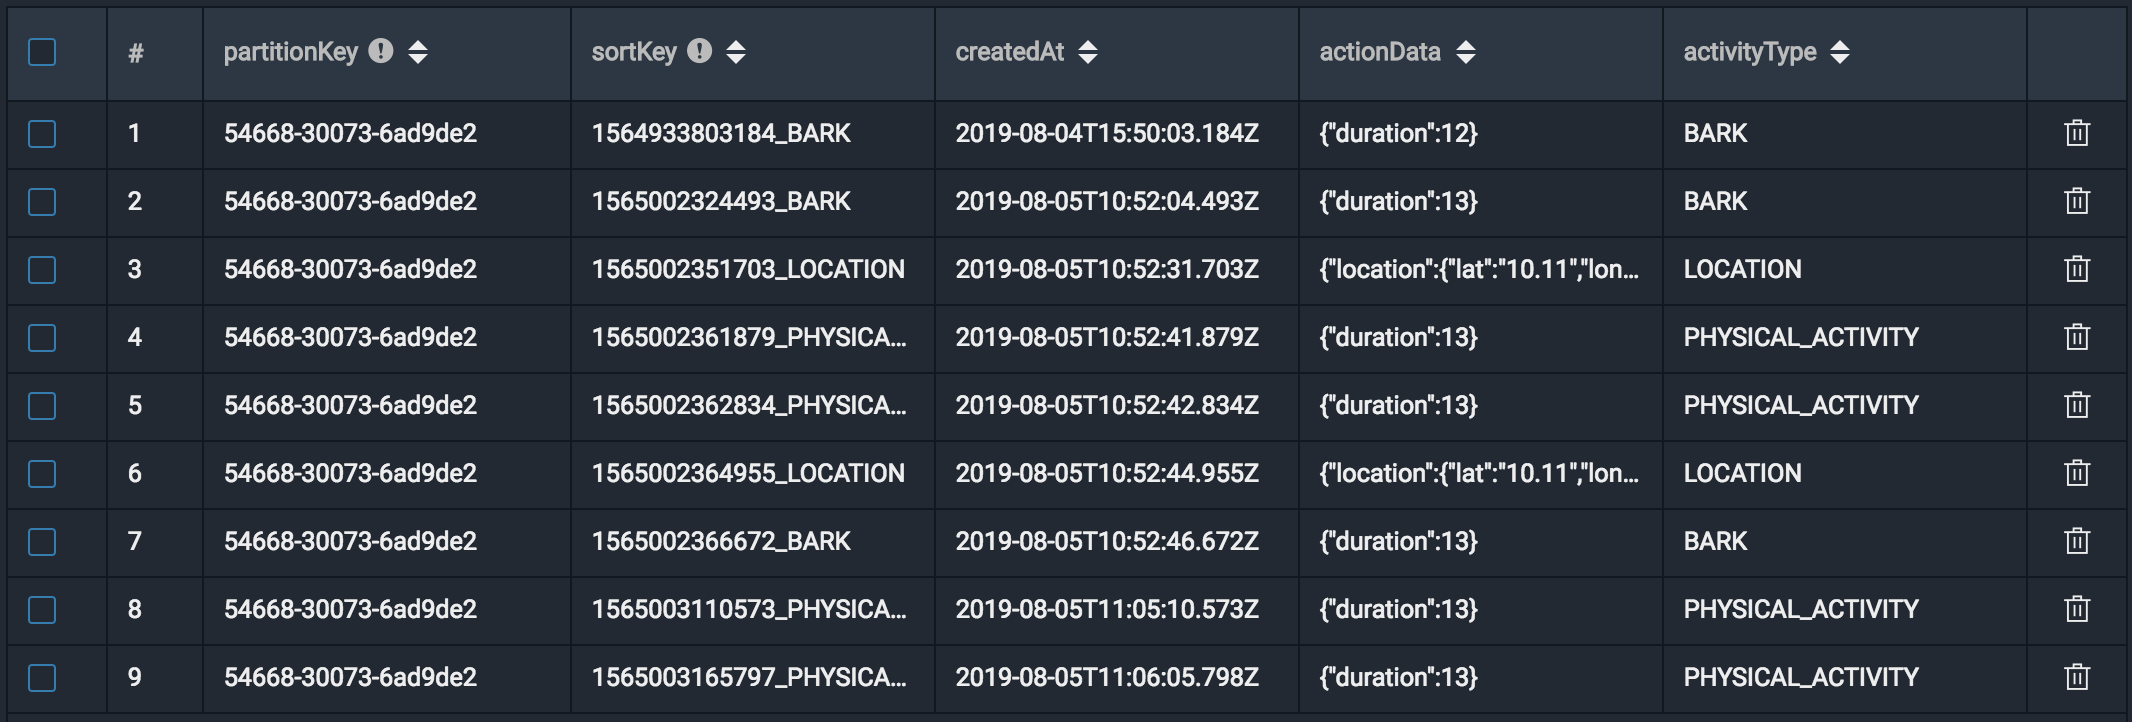 # partitionKey sortKey createdAt actionData activityType
1 54668-30073-6ad9de2 1564933803184_BARK 2019-08-04T15:50:03.184Z {"duration":12} BARK
2 54668-30073-6ad9de2 1565002324493_BARK 2019-08-05T10:52:04.493Z {"duration":13} BARK
3 54668-30073-6ad9de2 1565002351703_LOCATION 2019-08-05T10:52:31.703Z {"location":{"lat":"10.11","lon... LOCATION
4 54668-30073-6ad9de2 1565002361879_PHYSICA... 2019-08-05T10:52:41.879Z {"duration":13} PHYSICAL_ACTIVITY
5 54668-30073-6ad9de2 1565002362834_PHYSICA... 2019-08-05T10:52:42.834Z {"duration":13} PHYSICAL_ACTIVITY
6 54668-30073-6ad9de2 1565002364955_LOCATION 2019-08-05T10:52:44.955Z {"location":{"lat":"10.11","lon... LOCATION
7 54668-30073-6ad9de2 1565002366672_BARK 2019-08-05T10:52:46.672Z {"duration":13} BARK
8 54668-30073-6ad9de2 1565003110573_PHYSICA... 2019-08-05T11:05:10.573Z {"duration":13} PHYSICAL_ACTIVITY
9 54668-30073-6ad9de2 1565003165797_PHYSICA... 2019-08-05T11:06:05.798Z {"duration":13} PHYSICAL_ACTIVITY